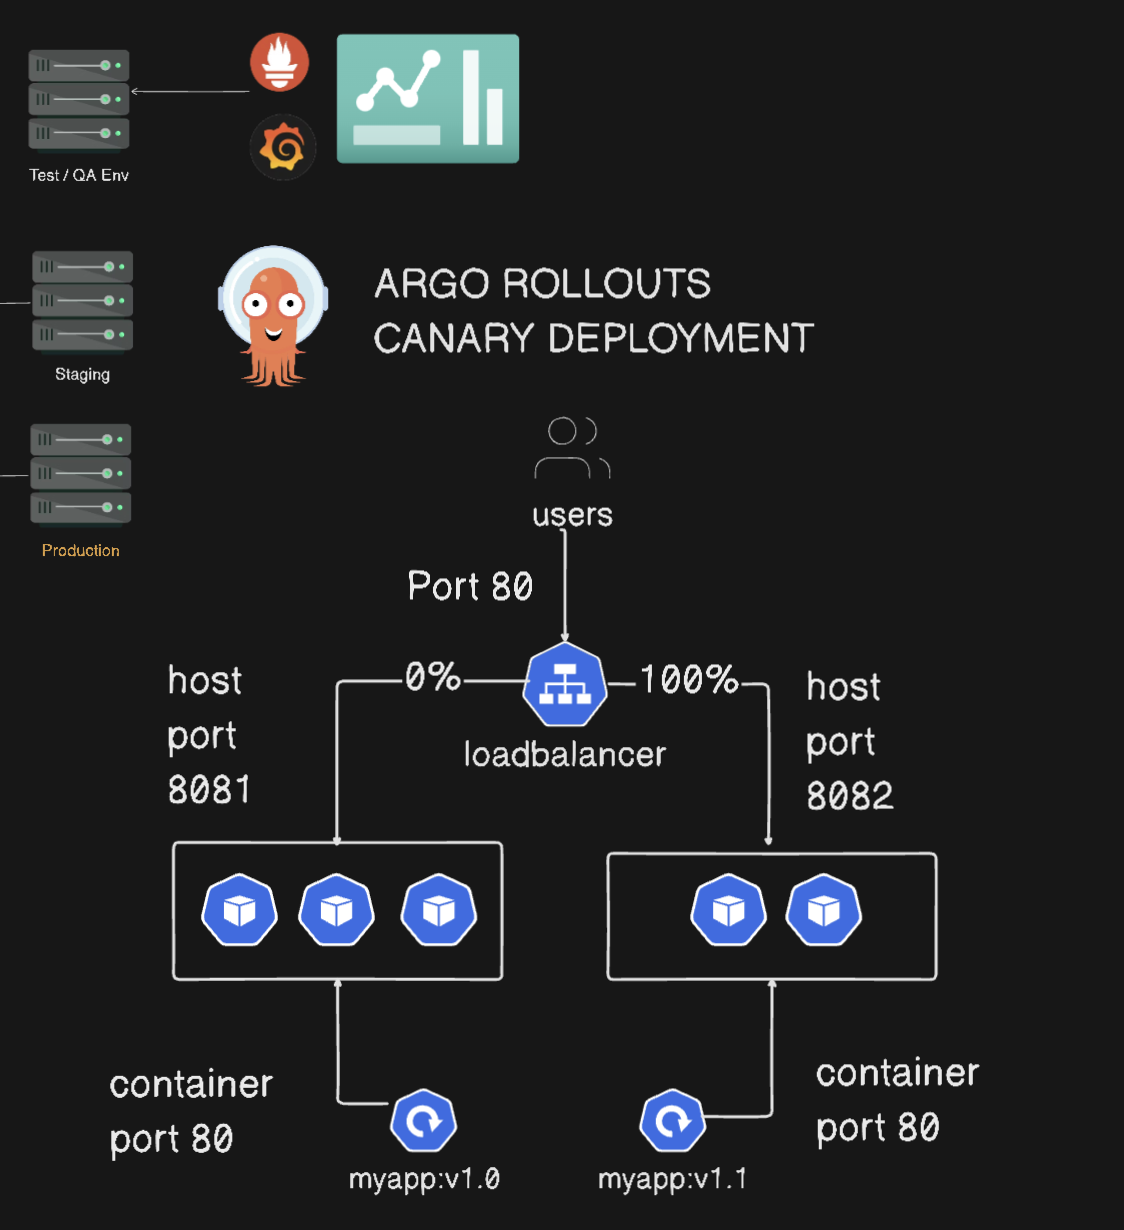 Test / QA Env
ARGO ROLLOUTS
CANARY DEPLOYMENT
Staging
users
Production
Port 80
0%
100%
host
port
8081
host
port
8082
loadbalancer
container
port 80
container
port 80
myapp:v1.0
myapp:v1.1